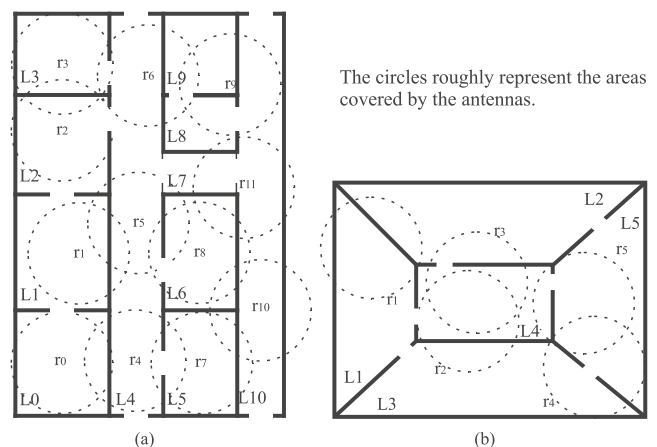 r3
r6
L3
L9
r9
The circles roughly represent the areas
covered by the antennas.
r2
L8
L2
L7
r11
L2
r5
L5
r1
r8
r3
r5
L1
L6
r10
r1
r0
r4
r7
L4
r2
L1
r4
L0
L4
L5
L10
L3
(a)
(b)